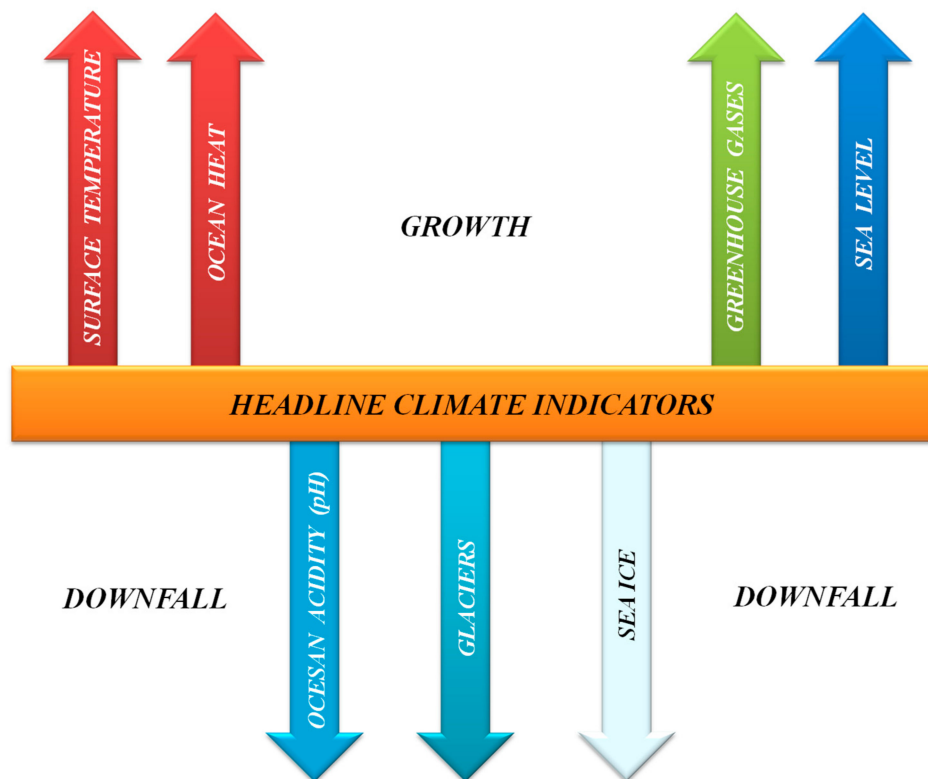 SURFACE TEMPERATURE
OCEAN HEAT
GROWTH
GREENHOUSE GASES
SEA LEVEL
HEADLINE CLIMATE INDICATORS
DOWNFALL
OCESAN ACIDITY (pH)
GLACIERS
SEA ICE
DOWNFALL